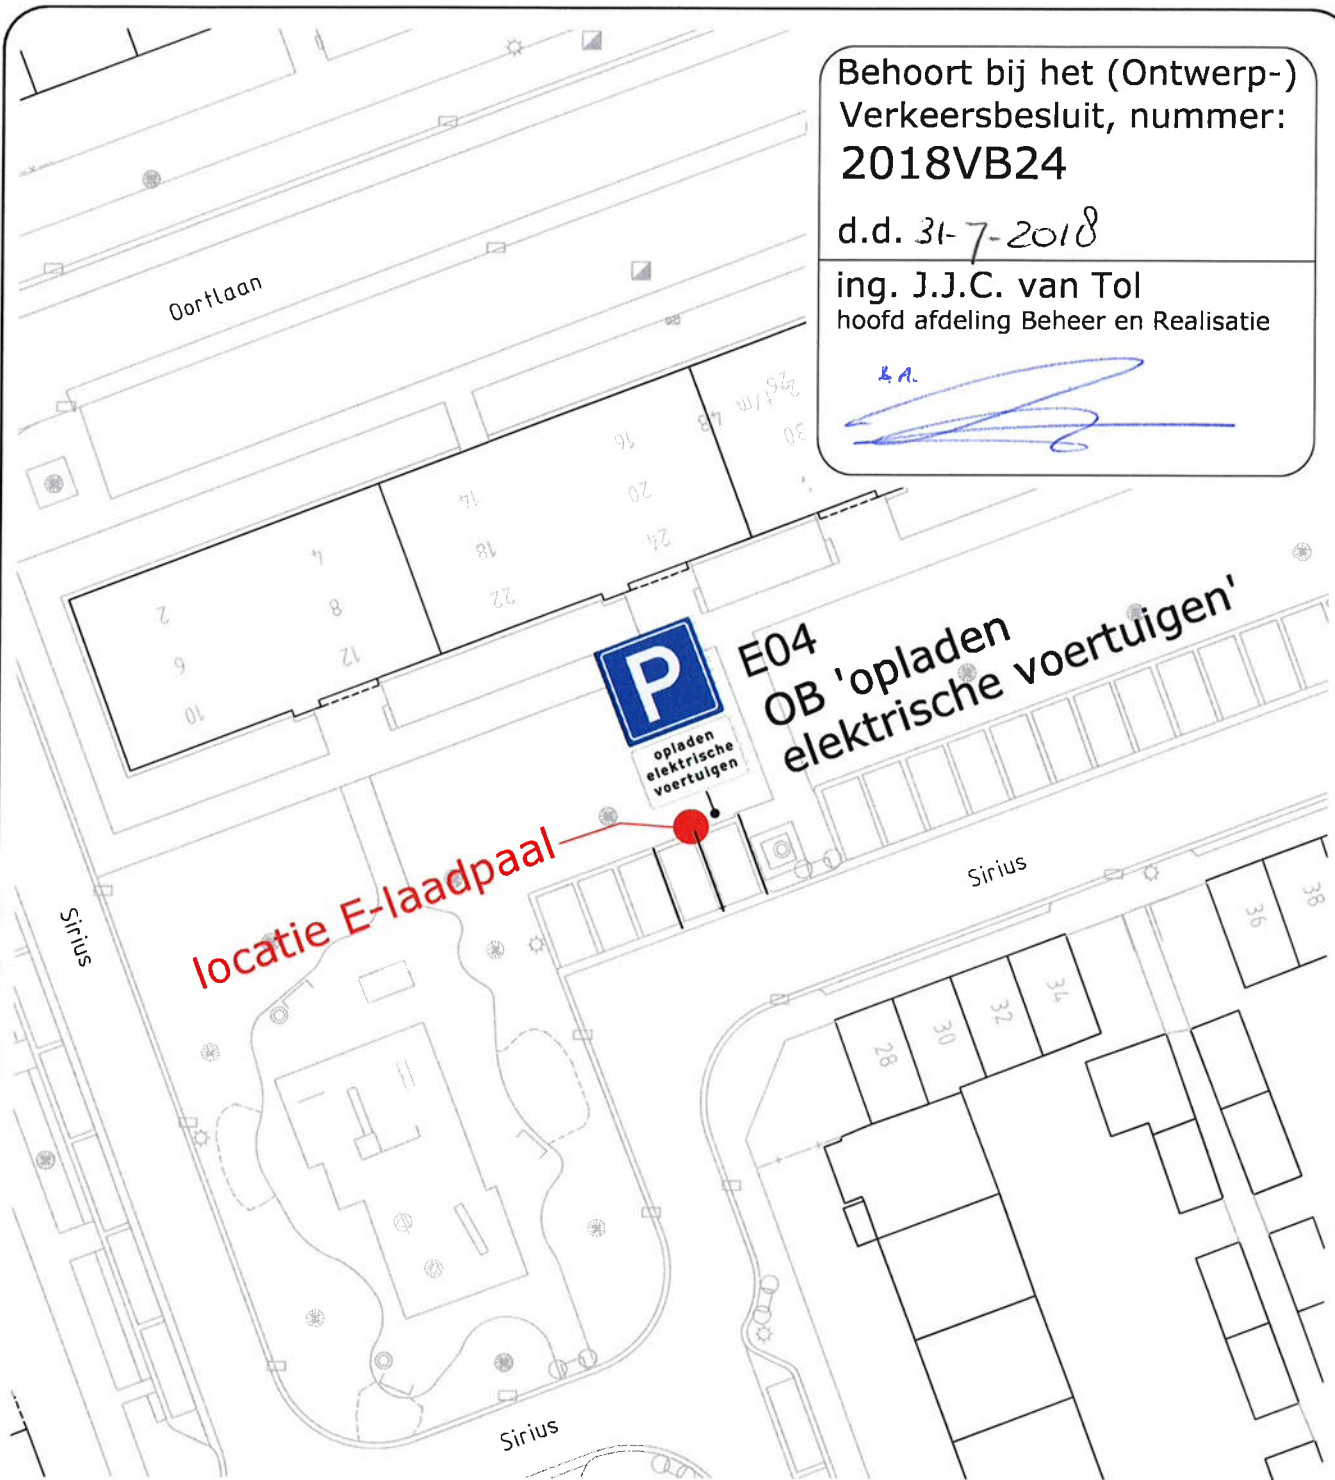 Behoort bij het (Ontwerp-)
Verkeersbesluit, nummer:
2018VB24
d.d. 31-7-2018
ing. J.J.C. van Tol
hoofd afdeling Beheer en Realisatie
Oortlaan
16
48
30
14
20
4
18
24
2
8
22
6
12
10
P
opladen
elektrische
voertuigen
E04
OB 'opladen
elektrische voertuigen'
locatie E-laadpaal
Sirius
Sirius
36
38
28
30
32
34
Sirius